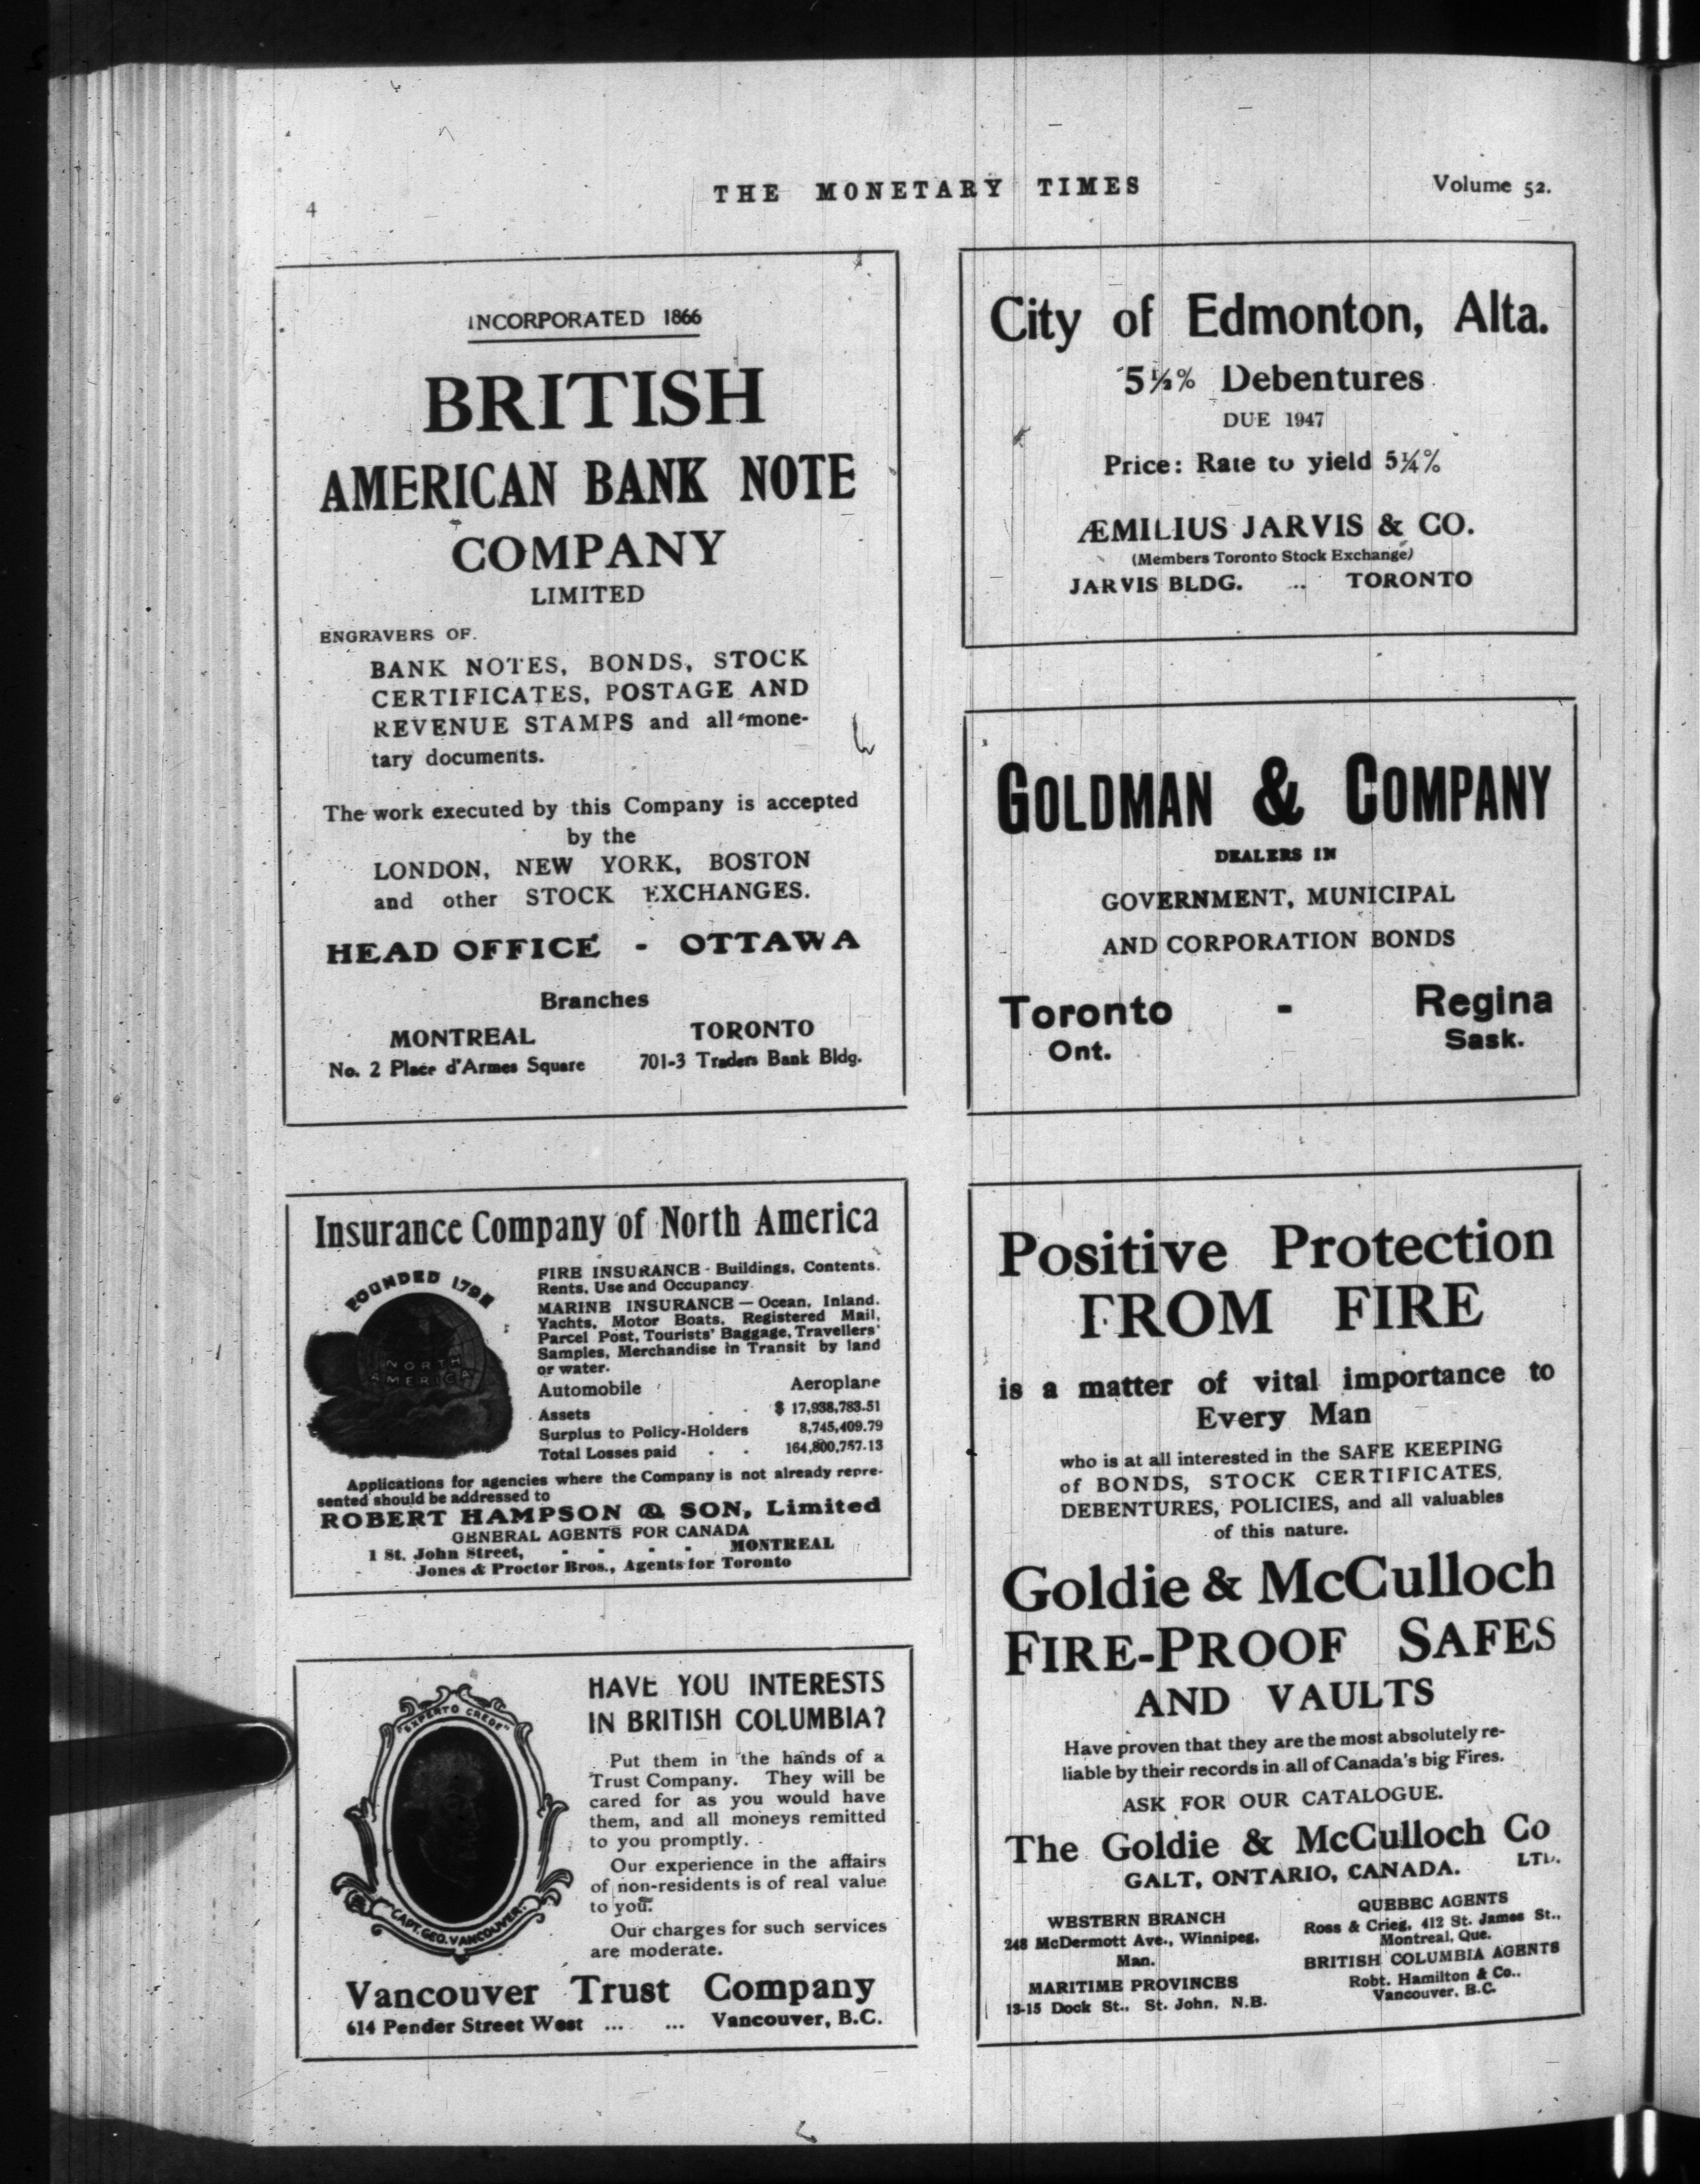 4
THE MONETARY TIMES
Volume 52.
INCORPORATED 1866
BRITISH
AMERICAN BANK NOTE
COMPANY
LIMITED
ENGRAVERS OF
BANK NOTES, BONDS, STOCK
CERTIFICATES, POSTAGE AND
REVENUE STAMPS and all mone-
tary documents.
The work executed by this Company is accepted
by the
LONDON, NEW YORK, BOSTON
and other STOCK EXCHANGES.
HEAD OFFICE - OTTAWA
Branches
MONTREAL
No. 2 Place d'Armes Square
TORONTO
701-3 Traders Bank Bldg.
Insurance Company of North America
FOUNDED 1792
NORTH
AMERICA
FIRE INSURANCE - Buildings, Contents.
Rents, Use and Occupancy.
MARINE INSURANCE — Ocean, Inland.
Yachts, Motor Boats, Registered Mail,
Parcel Post, Tourists' Baggage, Travellers'
Samples, Merchandise in Transit by land
or water.
Automobile Aeroplane
Assets . . $ 17,938,783.51
Surplus to Policy-Holders 8,745,409.79
Total Losses paid . . 164,800,757.13
Applications for agencies where the Company is not already repre-
sented should be addressed to
ROBERT HAMPSON & SON, Limited
GENERAL AGENTS FOR CANADA
1 St. John Street, - - - - MONTREAL
Jones & Proctor Bros., Agents for Toronto
"EXPERTO CREDE"
"CAPT. GEO. VANCOUVER."
HAVE YOU INTERESTS
IN BRITISH COLUMBIA?
Put them in the hands of a
Trust Company. They will be
cared for as you would have
them, and all moneys remitted
to you promptly.
Our experience in the affairs
of non-residents is of real value
to you.
Our charges for such services
are moderate.
Vancouver Trust Company
614 Pender Street West ... ... Vancouver, B.C.
City of Edmonton, Alta.
5½% Debentures
DUE 1947
Price: Rate to yield 5¼%
ÆMILIUS JARVIS & CO.
(Members Toronto Stock Exchange)
JARVIS BLDG. .. TORONTO
GOLDMAN & COMPANY
DEALERS IN
GOVERNMENT, MUNICIPAL
AND CORPORATION BONDS
Toronto - Regina
Ont. Sask.
Positive Protection
FROM FIRE
is a matter of vital importance to
Every Man
who is at all interested in the SAFE KEEPING
of BONDS, STOCK CERTIFICATES,
DEBENTURES, POLICIES, and all valuables
of this nature.
Goldie & McCulloch
FIRE-PROOF SAFES
AND VAULTS
Have proven that they are the most absolutely re-
liable by their records in all of Canada's big Fires.
ASK FOR OUR CATALOGUE.
The Goldie & McCulloch Co
LTD.
GALT, ONTARIO, CANADA.
WESTERN BRANCH
248 McDermott Ave., Winnipeg,
Man.
MARITIME PROVINCES
13-15 Dock St., St. John, N.B.
QUEBEC AGENTS
Ross & Crieg, 412 St. James St.,
Montreal, Que.
BRITISH COLUMBIA AGENTS
Robt. Hamilton & Co.,
Vancouver, B.C.